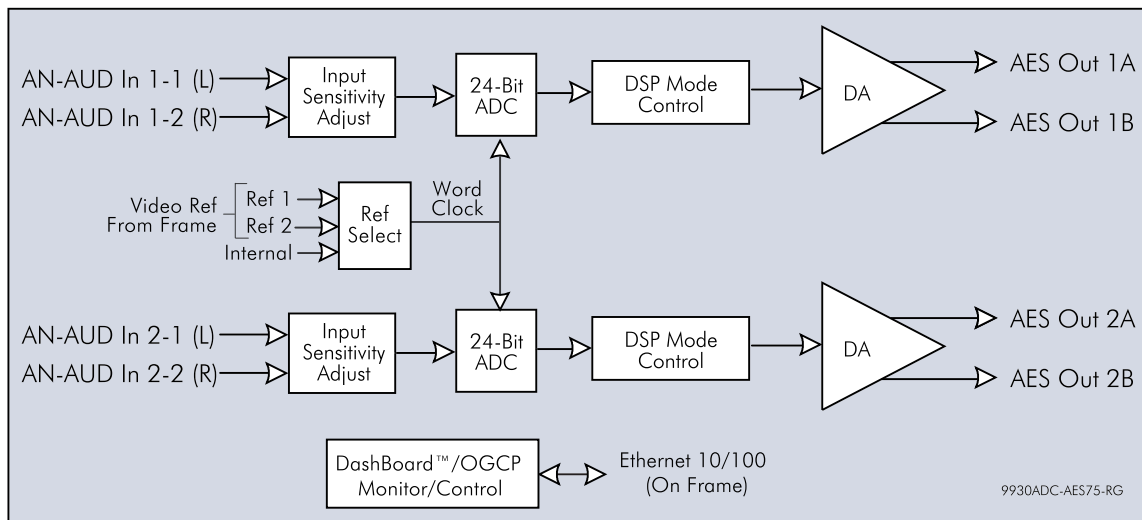 AN-AUD In 1-1 (L)
AN-AUD In 1-2 (R)
Input
Sensitivity
Adjust
24-Bit
ADC
DSP Mode
Control
DA
AES Out 1A
AES Out 1B
Video Ref
From Frame
Ref 1
Ref 2
Internal
Ref
Select
Word
Clock
AN-AUD In 2-1 (L)
AN-AUD In 2-2 (R)
Input
Sensitivity
Adjust
24-Bit
ADC
DSP Mode
Control
DA
AES Out 2A
AES Out 2B
DashBoard™/OGCP
Monitor/Control
Ethernet 10/100
(On Frame)
9930ADC-AES75-RG